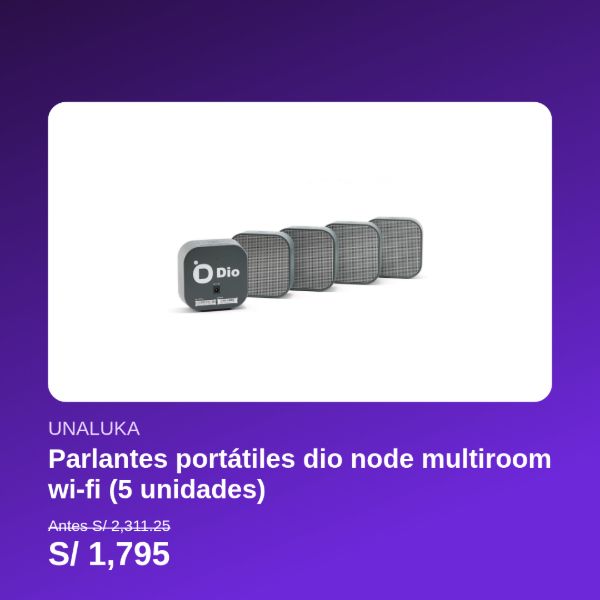 Dio
UNALUKA
Parlantes portátiles dio node multiroom
wi-fi (5 unidades)
Antes S/ 2,311.25
S/ 1,795